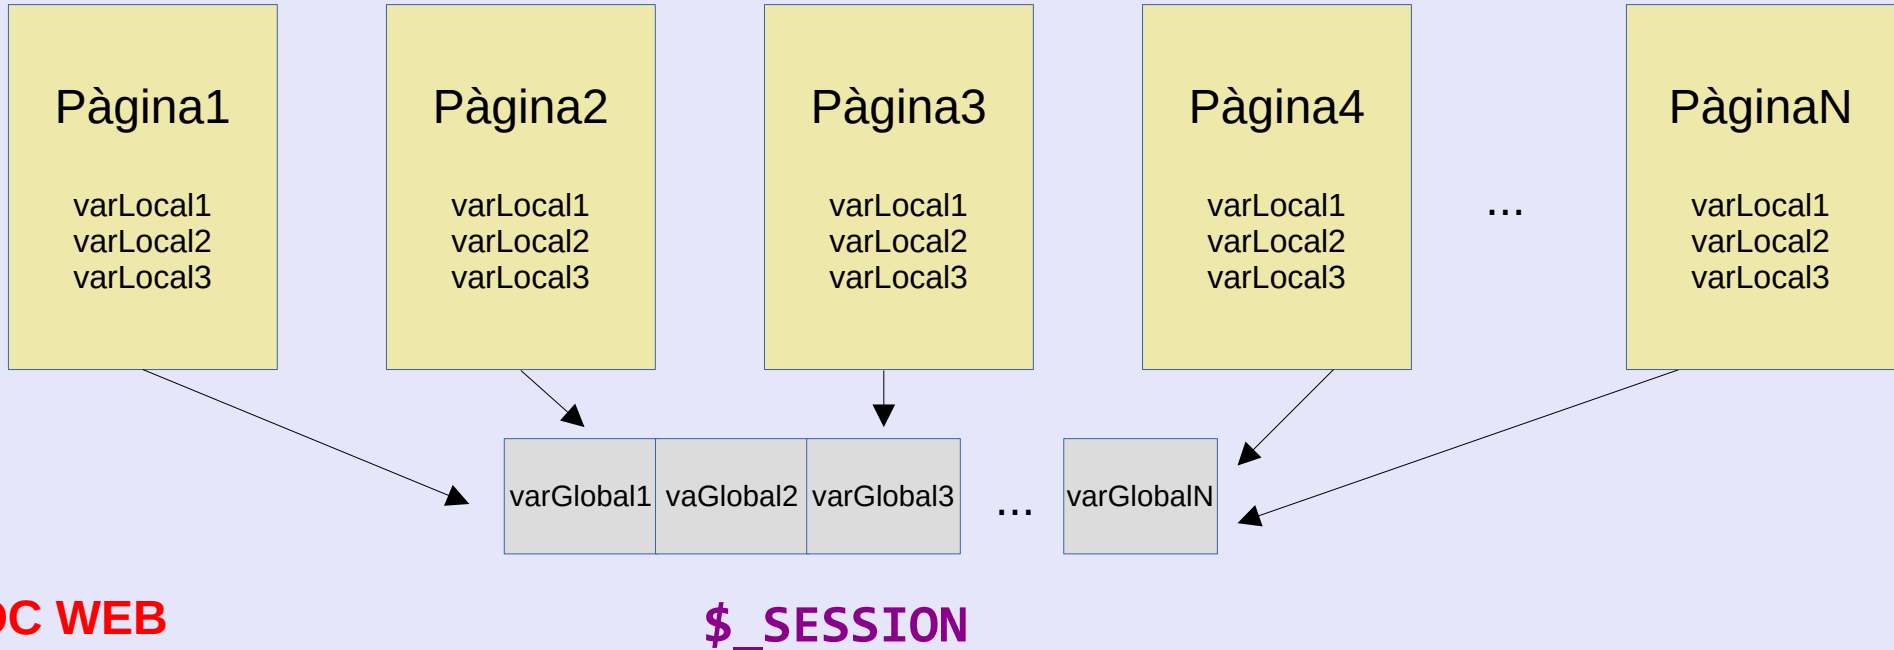 Pàgina1
varLocal1
varLocal2
varLocal3
Pàgina2
varLocal1
varLocal2
varLocal3
Pàgina3
varLocal1
varLocal2
varLocal3
Pàgina4
varLocal1
varLocal2
varLocal3
...
PàginaN
varLocal1
varLocal2
varLocal3
varGlobal1
vaGlobal2
varGlobal3
...
varGlobalN
WEB
$_SESSION